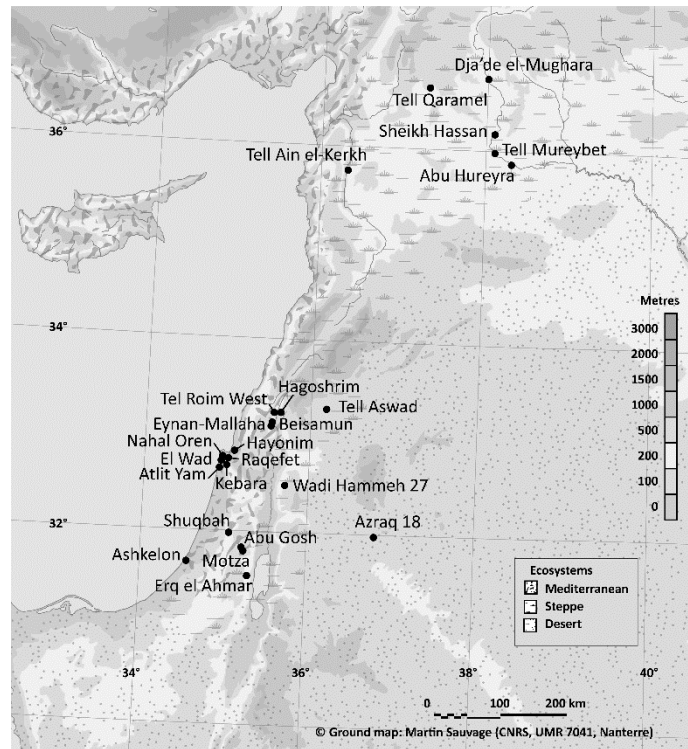 Dja'de el-Mughara
Tell Qaramel
36°
Sheikh Hassan
Tell Mureybet
Tell Ain el-Kerkh
Abu Hureyra
Metres
3000
2000
1500
1000
500
200
100
0
34°
Tel Roim West
Hagoshrim
Tell Aswad
Eynan-Mallaha
Beisamun
Nahal Oren
Hayonim
El Wad
Raqefet
Atlit Yam
Kebara
Wadi Hammeh 27
Shuqbah
32°
Azraq 18
Abu Gosh
Ashkelon
Motza
Erq el Ahmar
Ecosystems
Mediterranean
Steppe
Desert
34°
36°
38°
40°
0 100 200 km
© Ground map: Martin Sauvage (CNRS, UMR 7041, Nanterre)